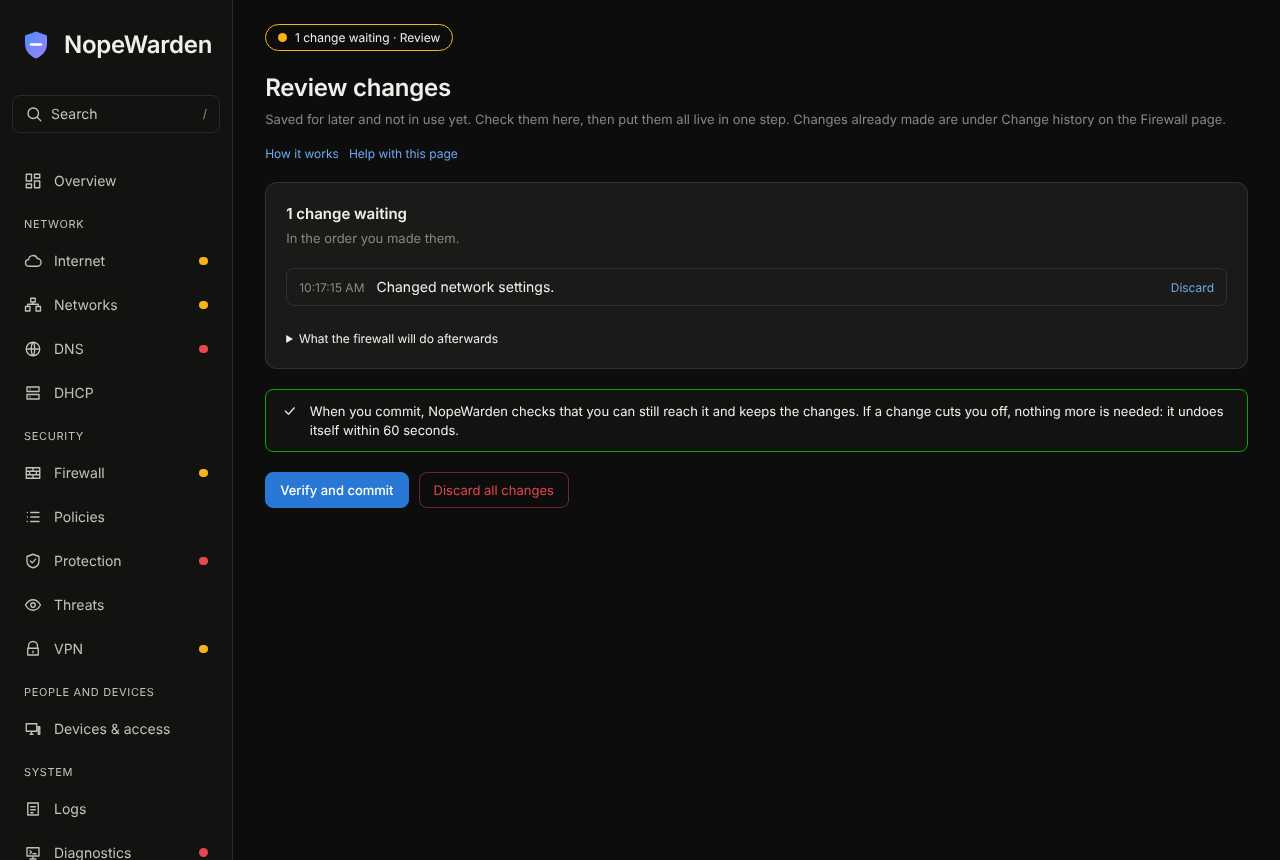 NopeWarden
Search /
Overview
NETWORK
Internet
Networks
DNS
DHCP
SECURITY
Firewall
Policies
Protection
Threats
VPN
PEOPLE AND DEVICES
Devices & access
SYSTEM
Logs
Diagnostics
1 change waiting · Review
Review changes
Saved for later and not in use yet. Check them here, then put them all live in one step. Changes already made are under Change history on the Firewall page.
How it works Help with this page
1 change waiting
In the order you made them.
10:17:15 AM Changed network settings. Discard
What the firewall will do afterwards
When you commit, NopeWarden checks that you can still reach it and keeps the changes. If a change cuts you off, nothing more is needed: it undoes
itself within 60 seconds.
Verify and commit Discard all changes